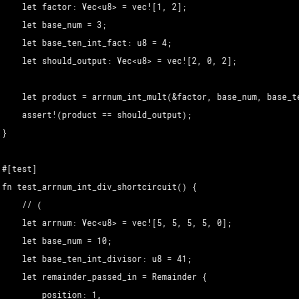 let factor: Vec<u8> = vec![1, 2];
let base_num = 3;
let base_ten_int_fact: u8 = 4;
let should_output: Vec<u8> = vec![2, 0, 2];
let product = arrnum_int_mult(&factor, base_num, base_te
assert!(product == should_output);
}
#[test]
fn test_arrnum_int_div_shortcircuit() {
// (
let arrnum: Vec<u8> = vec![5, 5, 5, 5, 0];
let base_num = 10;
let base_ten_int_divisor: u8 = 41;
let remainder_passed_in = Remainder {
position: 1,